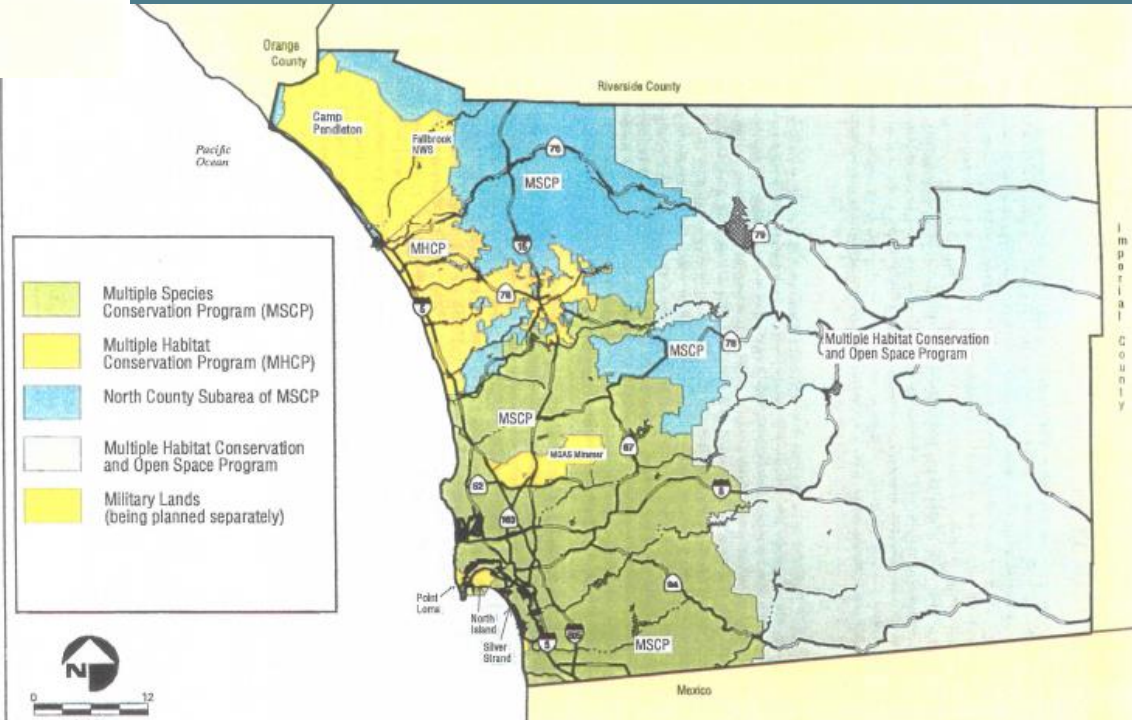 Orange
County
Riverside County
Camp
Pendleton
Fallbrook
NWS
Pacific
Ocean
76
MSCP
79
MHCP
15
78
5
Multiple Species
Conservation Program (MSCP)
Multiple Habitat
Conservation Program (MHCP)
North County Subarea of MSCP
Multiple Habitat Conservation
and Open Space Program
Military Lands
(being planned separately)
MSCP
78
Multiple Habitat Conservation
and Open Space Program
Imperial County
MSCP
67
MCAS Miramar
52
8
163
94
Point
Loma
North
Island
Silver
Strand
5
805
MSCP
N
0 12
Mexico